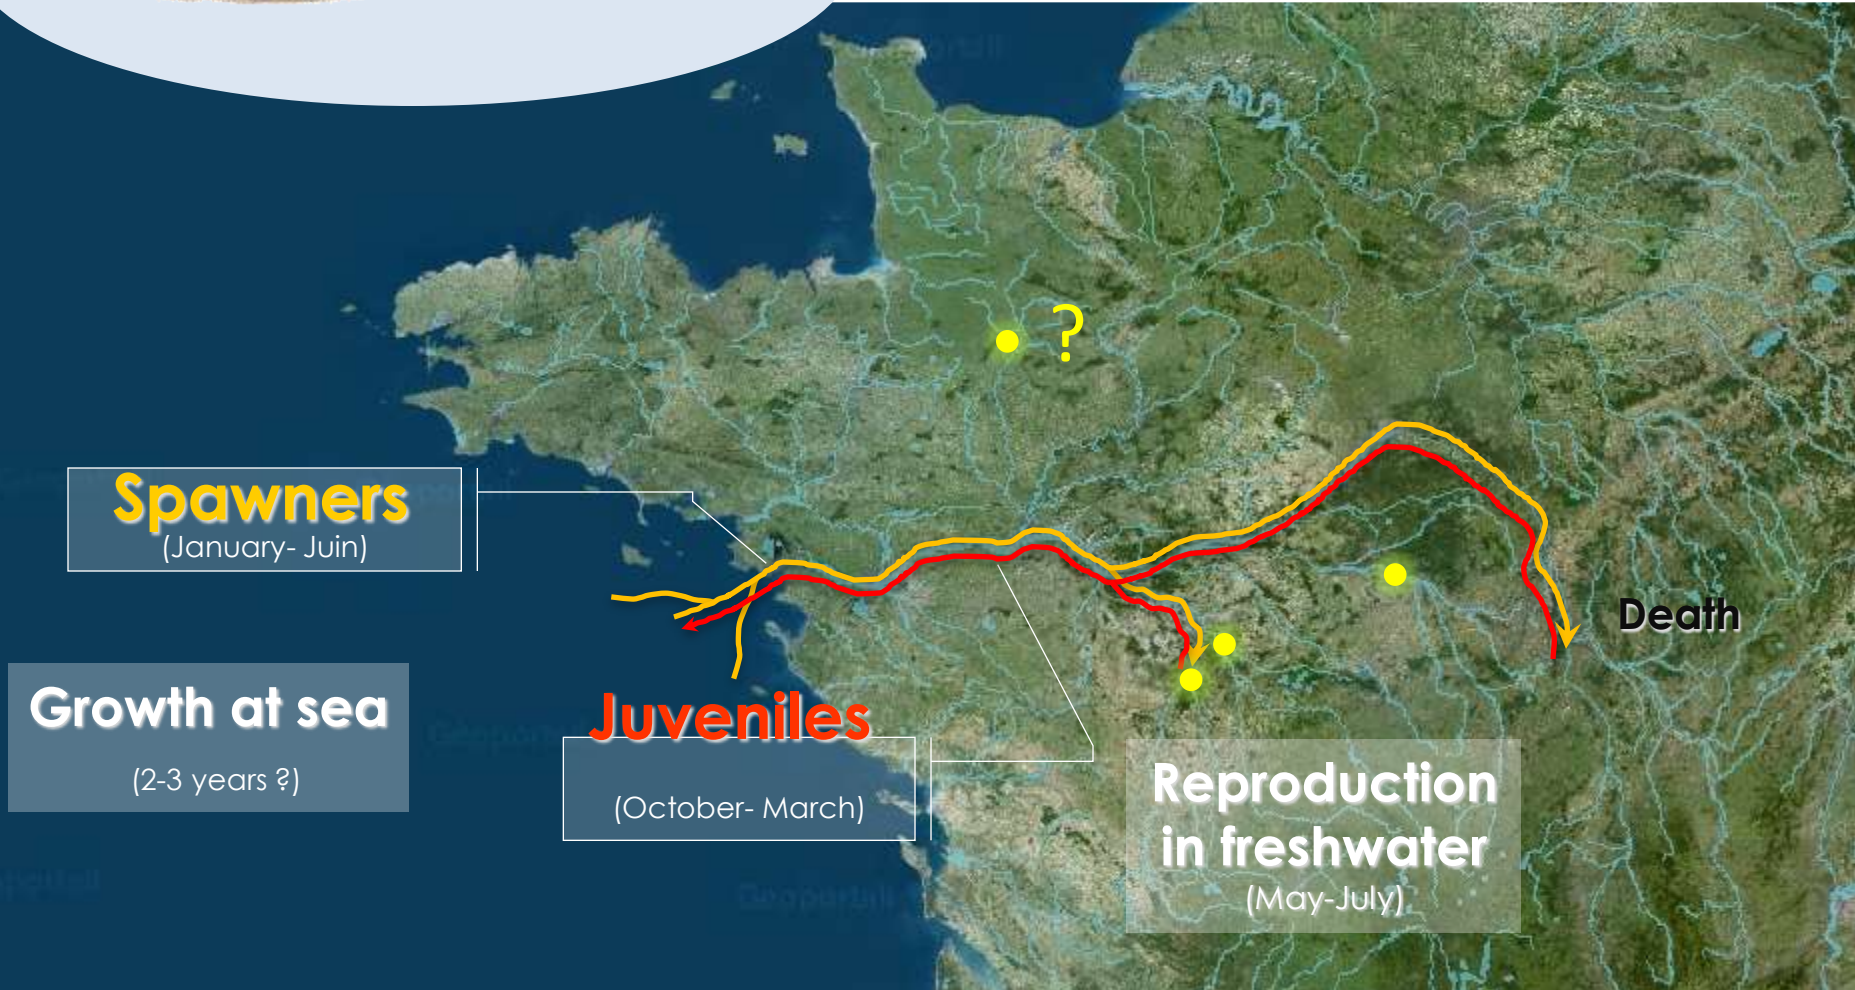 ?
Spawners
(January- Juin)
Death
Growth at sea
(2-3 years ?)
Juveniles
(October- March)
Reproduction
in freshwater
(May-July)